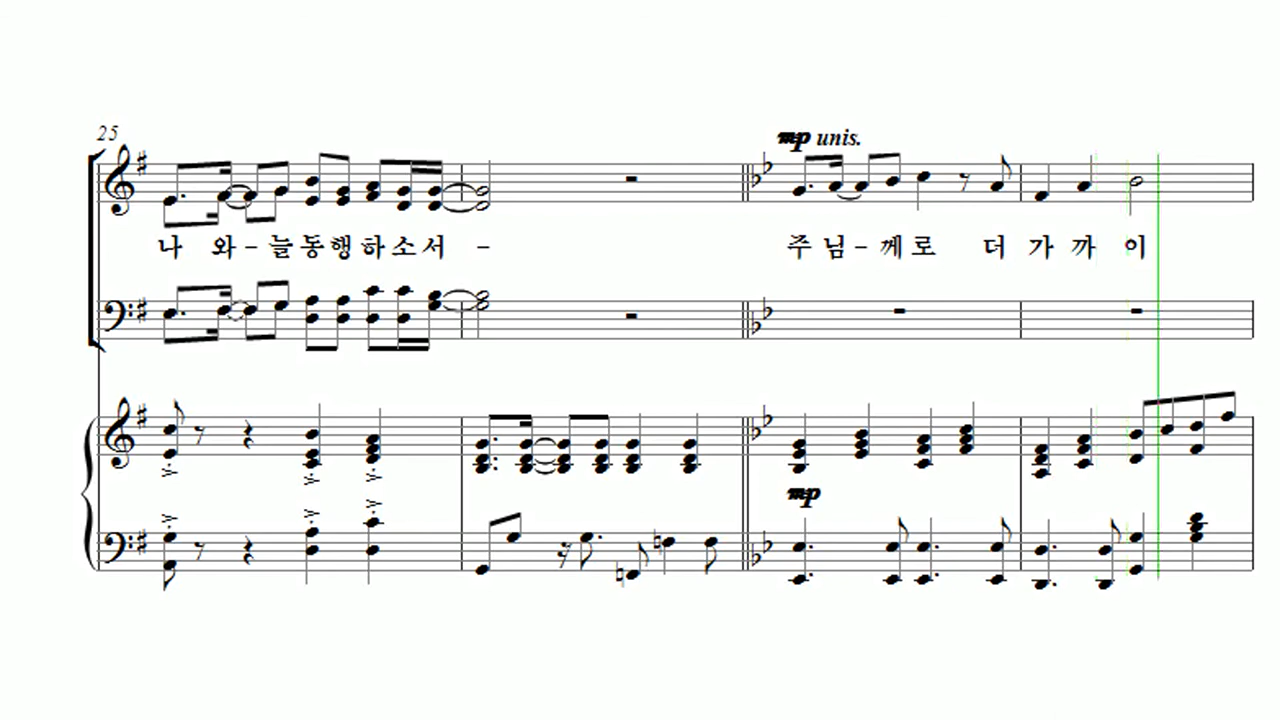 25
mp unis.
나 와 - 늘 동 행 하 소 서 - 주 님 - 께 로 더 가 까 이
mp